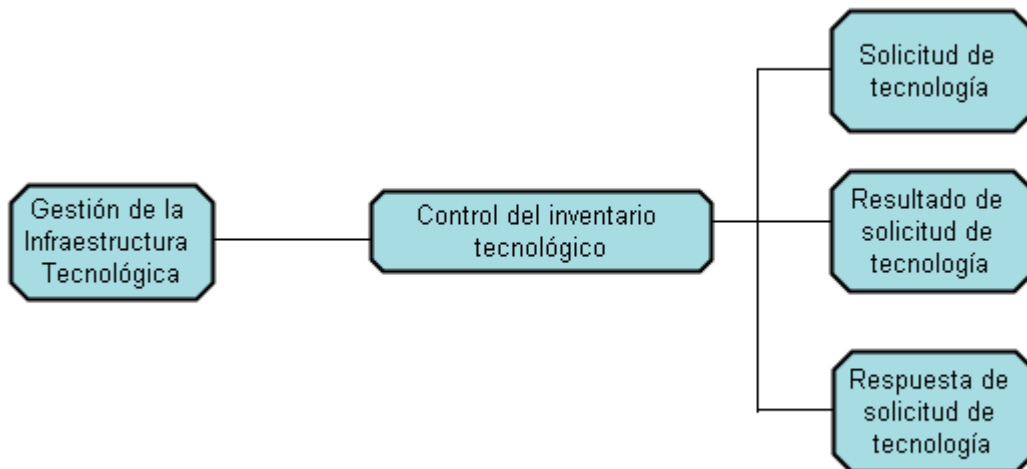 Gestión de la
Infraestructura
Tecnológica
Control del inventario
tecnológico
Solicitud de
tecnología
Resultado de
solicitud de
tecnología
Respuesta de
solicitud de
tecnología